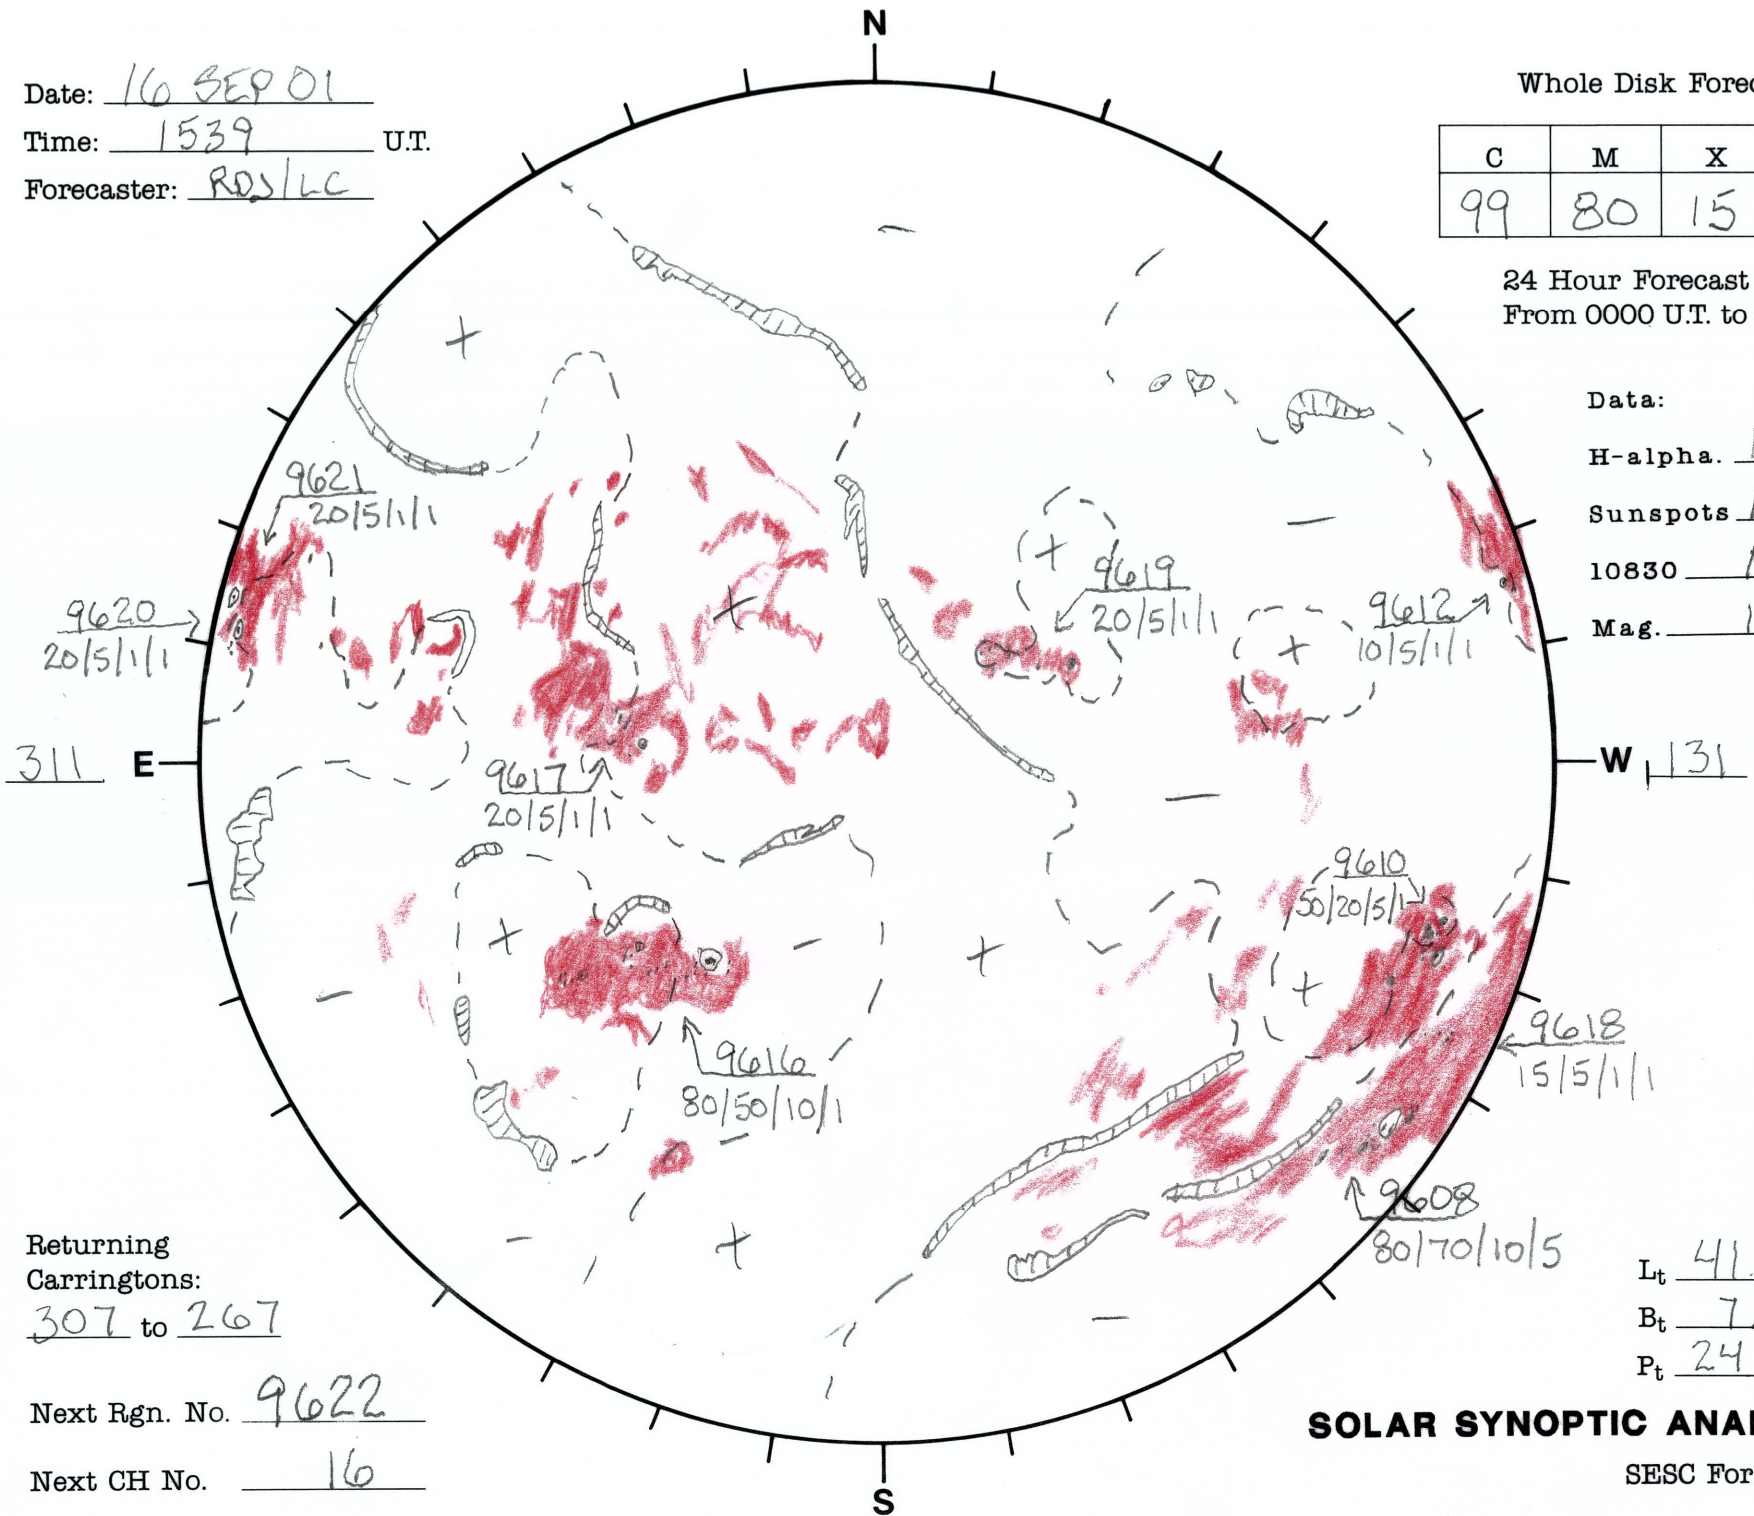 N
Date: 16 SEP 01
Time: 1539 U.T.
Forecaster: RDJ/LC
Whole Disk Forec
C M X
99 80 15
24 Hour Forecast
From 0000 U.T. to
Data:
H-alpha.
Sunspots
10830
Mag.
9621
20/5/1/1
9620
20/5/1/1
9619
20/5/1/1
9612
10/5/1/1
311 E
W 131
9617
20/5/1/1
9610
50/20/5/1
9618
15/5/1/1
9616
80/50/10/1
9608
80/70/10/5
Returning
Carringtons:
307 to 267
Next Rgn. No. 9622
Next CH No. 16
Lt 41.
Bt 7.
Pt 24
SOLAR SYNOPTIC ANA
SESC For
S